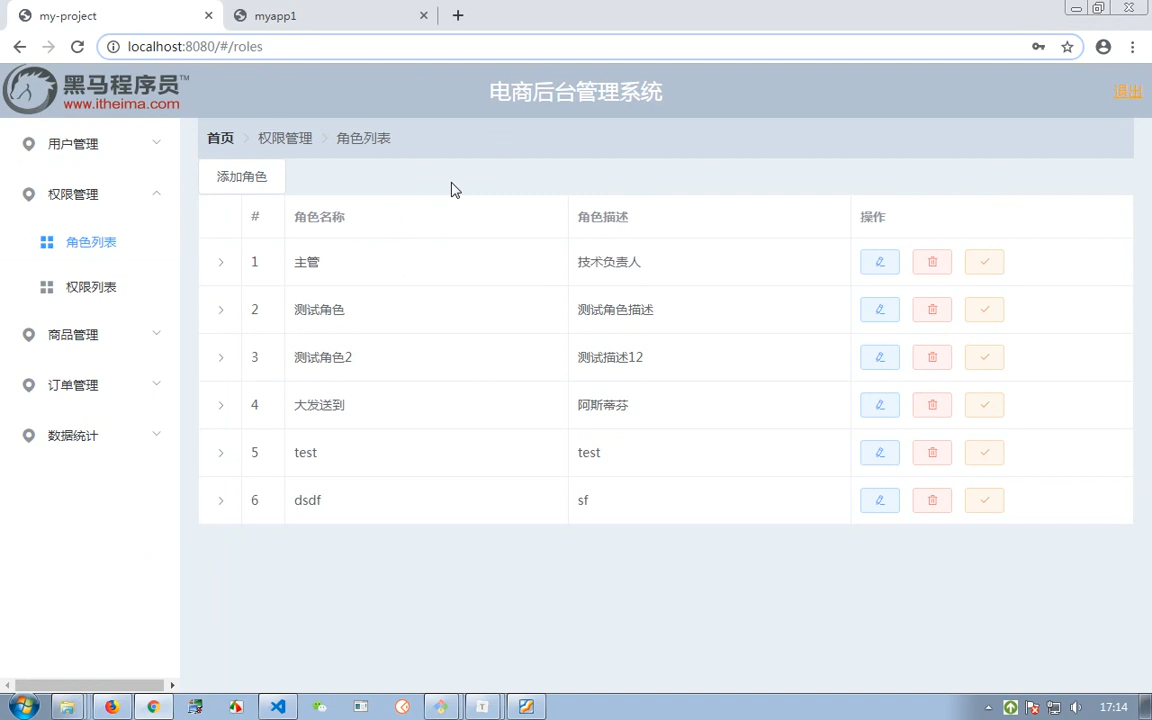 my-project
myapp1
localhost:8080/#/roles
黑马程序员™
www.itheima.com
电商后台管理系统
退出
用户管理
权限管理
角色列表
权限列表
商品管理
订单管理
数据统计
首页 > 权限管理 > 角色列表
添加角色
# 角色名称 角色描述 操作
1 主管 技术负责人
2 测试角色 测试角色描述
3 测试角色2 测试描述12
4 大发送到 阿斯蒂芬
5 test test
6 dsdf sf
17:14